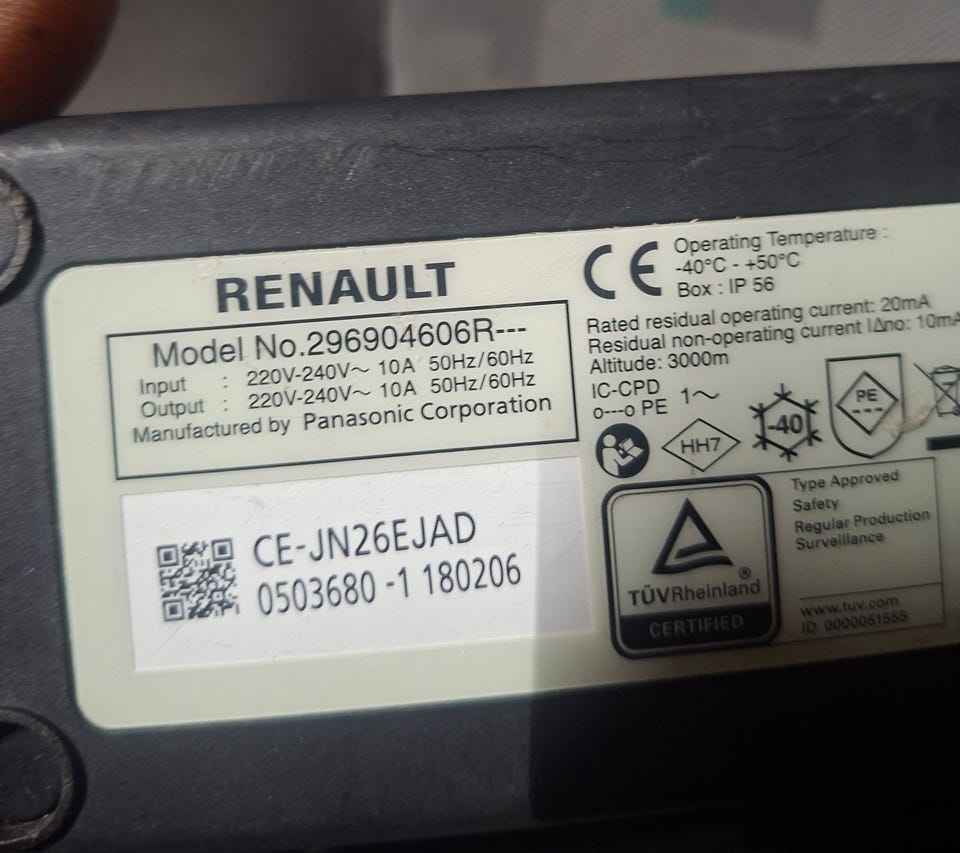 RENAULT
Model No.296904606R---
Input : 220V-240V～ 10A 50Hz/60Hz
Output : 220V-240V～ 10A 50Hz/60Hz
Manufactured by Panasonic Corporation
CE-JN26EJAD
0503680 -1 180206
CE
Operating Temperature :
-40°C - +50°C
Box : IP 56
Rated residual operating current: 20mA
Residual non-operating current IΔno: 10mA
Altitude: 3000m
IC-CPD 1～
o---o PE
HH7
-40
PE
TÜVRheinland®
CERTIFIED
Type Approved
Safety
Regular Production
Surveillance
www.tuv.com
ID 0000061555